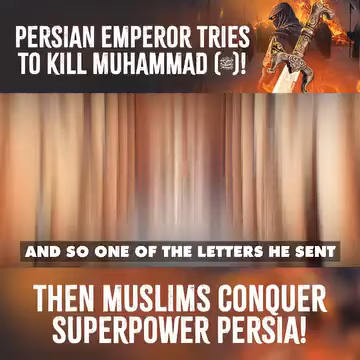 PERSIAN EMPEROR TRIES
TO KILL MUHAMMAD (ﷺ)!
AND SO ONE OF THE LETTERS HE SENT
THEN MUSLIMS CONQUER
SUPERPOWER PERSIA!